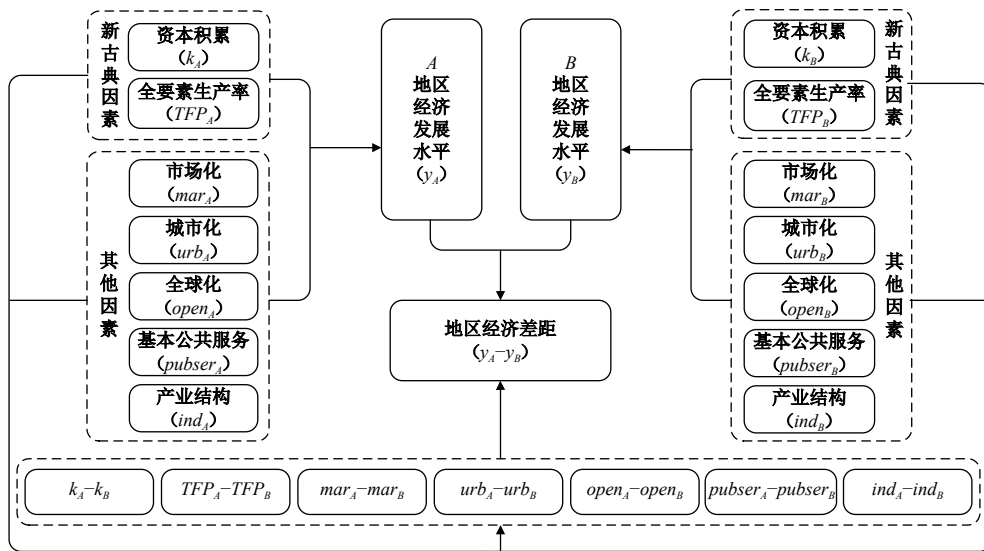 新古典因素
资本积累
(k_A)
全要素生产率
(TFP_A)
其他因素
市场化
(mar_A)
城市化
(urb_A)
全球化
(open_A)
基本公共服务
(pubser_A)
产业结构
(ind_A)
A
地区
经济
发展
水平
(y_A)
B
地区
经济
发展
水平
(y_B)
地区经济差距
(y_A−y_B)
资本积累
(k_B)
全要素生产率
(TFP_B)
新古典因素
市场化
(mar_B)
城市化
(urb_B)
全球化
(open_B)
基本公共服务
(pubser_B)
产业结构
(ind_B)
其他因素
k_A−k_B
TFP_A−TFP_B
mar_A−mar_B
urb_A−urb_B
open_A−open_B
pubser_A−pubser_B
ind_A−ind_B